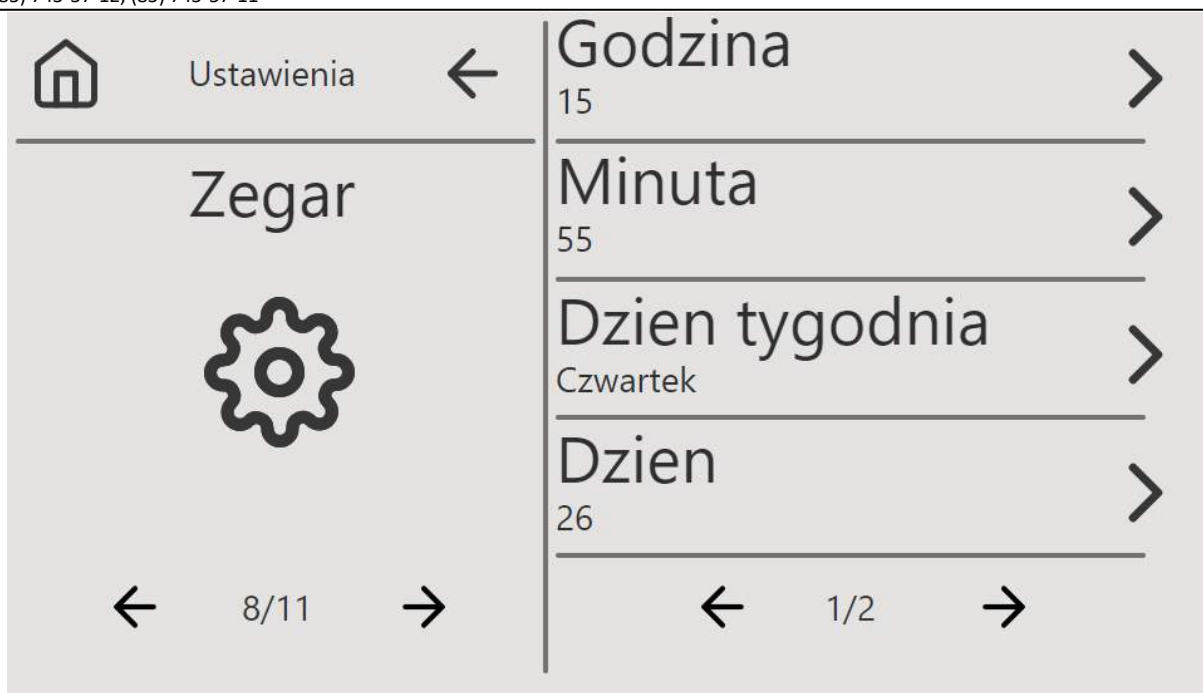 Ustawienia
Zegar
8/11
Godzina
15
Minuta
55
Dzien tygodnia
Czwartek
Dzien
26
1/2